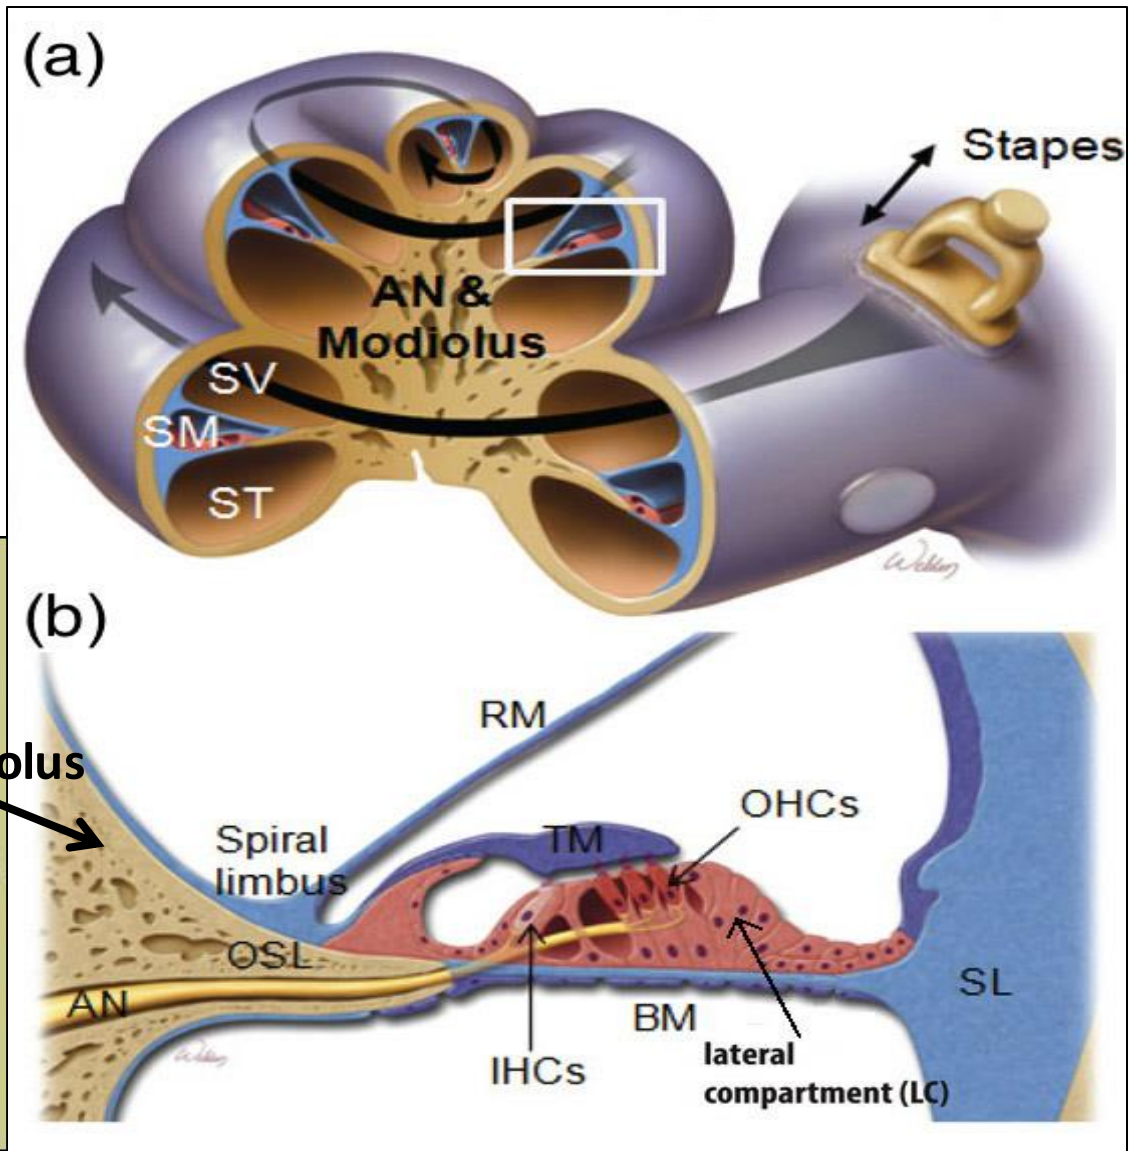 (a)
Stapes
AN &
Modiolus
SV
SM
ST
(b)
RM
olus
OHCs
TM
Spiral
limbus
OSL
AN
SL
BM
IHCs
lateral
compartment (LC)